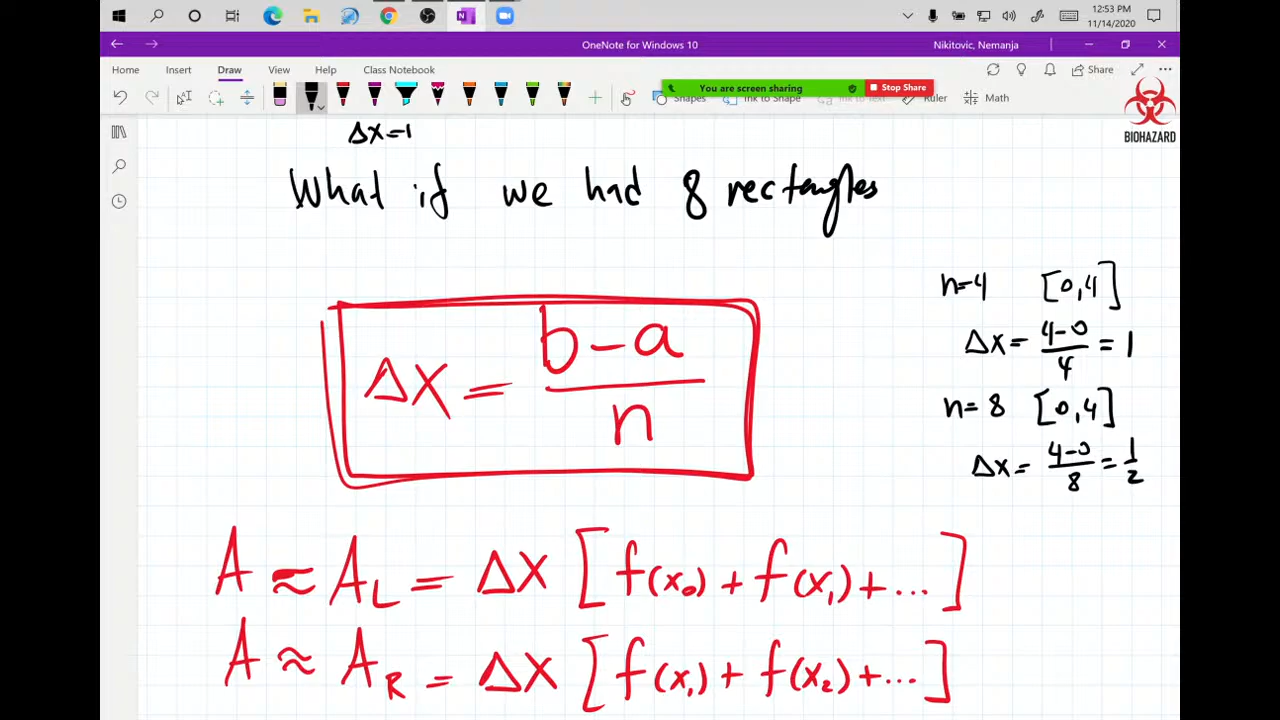 12:53 PM
11/14/2020
OneNote for Windows 10
Nikitovic, Nemanja
Home Insert Draw View Help Class Notebook
Share
You are screen sharing Stop Share
Shapes Ink to Shape Ink to Text Ruler Math
BIOHAZARD
Δx=1
What if we had 8 rectangles
Δx = b-a / n
n=4 [0,4]
Δx = 4-0 / 4 = 1
n=8 [0,4]
Δx = 4-0 / 8 = 1/2
A ≈ A_L = Δx [f(x₀) + f(x₁) + ...]
A ≈ A_R = Δx [f(x₁) + f(x₂) + ...]